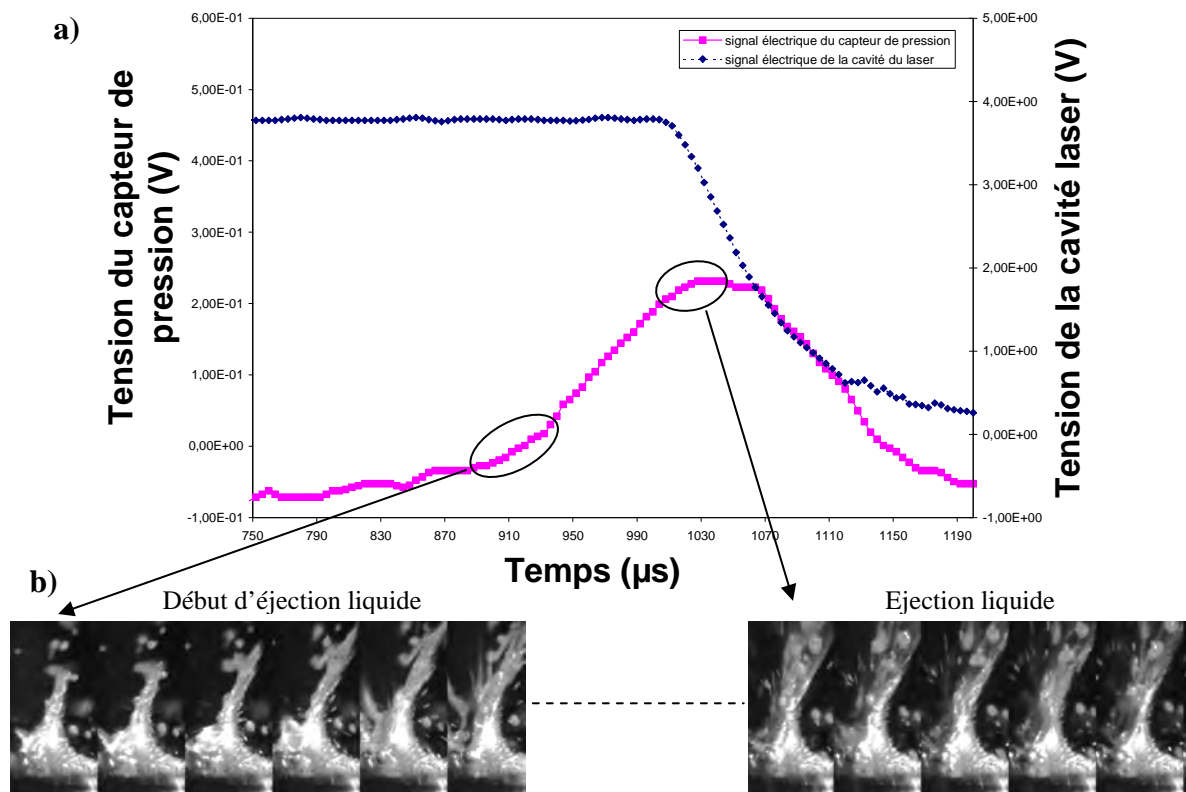 a)
6,00E-01
5,00E-01
4,00E-01
3,00E-01
2,00E-01
1,00E-01
0,00E+00
-1,00E-01
Tension du capteur de
pression (V)
signal électrique du capteur de pression
signal électrique de la cavité du laser
5,00E+00
4,00E+00
3,00E+00
2,00E+00
1,00E+00
0,00E+00
-1,00E+00
Tension de la cavité laser (V)
750 790 830 870 910 950 990 1030 1070 1110 1150 1190
Temps (µs)
b)
Début d’éjection liquide
Ejection liquide